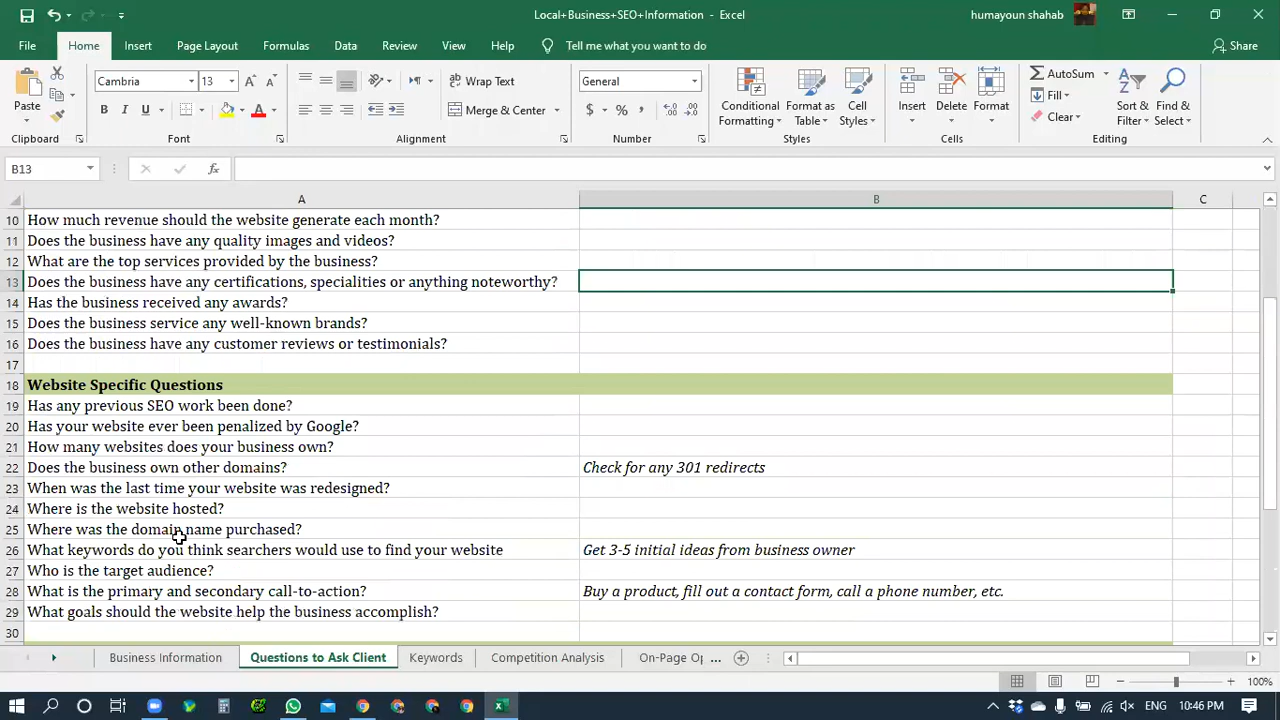 Local+Business+SEO+Information - Excel
humayoun shahab
File Home Insert Page Layout Formulas Data Review View Help Tell me what you want to do Share
Cambria 13 Wrap Text General AutoSum
Paste B I U A Merge & Center $ % , Conditional Formatting Format as Table Cell Styles Insert Delete Format Fill Clear Sort & Filter Find & Select
Clipboard Font Alignment Number Styles Cells Editing
B13 fx
A B C
10 How much revenue should the website generate each month?
11 Does the business have any quality images and videos?
12 What are the top services provided by the business?
13 Does the business have any certifications, specialities or anything noteworthy?
14 Has the business received any awards?
15 Does the business service any well-known brands?
16 Does the business have any customer reviews or testimonials?
17
18 Website Specific Questions
19 Has any previous SEO work been done?
20 Has your website ever been penalized by Google?
21 How many websites does your business own?
22 Does the business own other domains? Check for any 301 redirects
23 When was the last time your website was redesigned?
24 Where is the website hosted?
25 Where was the domain name purchased?
26 What keywords do you think searchers would use to find your website Get 3-5 initial ideas from business owner
27 Who is the target audience?
28 What is the primary and secondary call-to-action? Buy a product, fill out a contact form, call a phone number, etc.
29 What goals should the website help the business accomplish?
30
Business Information Questions to Ask Client Keywords Competition Analysis On-Page Op ...
100%
ENG 10:46 PM